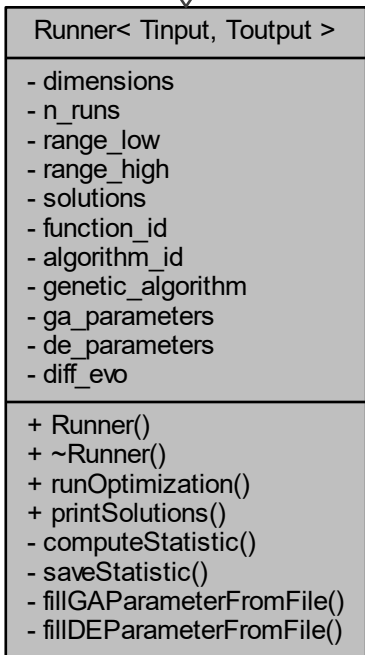 Runner< Tinput, Toutput >
- dimensions
- n_runs
- range_low
- range_high
- solutions
- function_id
- algorithm_id
- genetic_algorithm
- ga_parameters
- de_parameters
- diff_evo
+ Runner()
+ ~Runner()
+ runOptimization()
+ printSolutions()
- computeStatistic()
- saveStatistic()
- fillGAParameterFromFile()
- fillDEParameterFromFile()